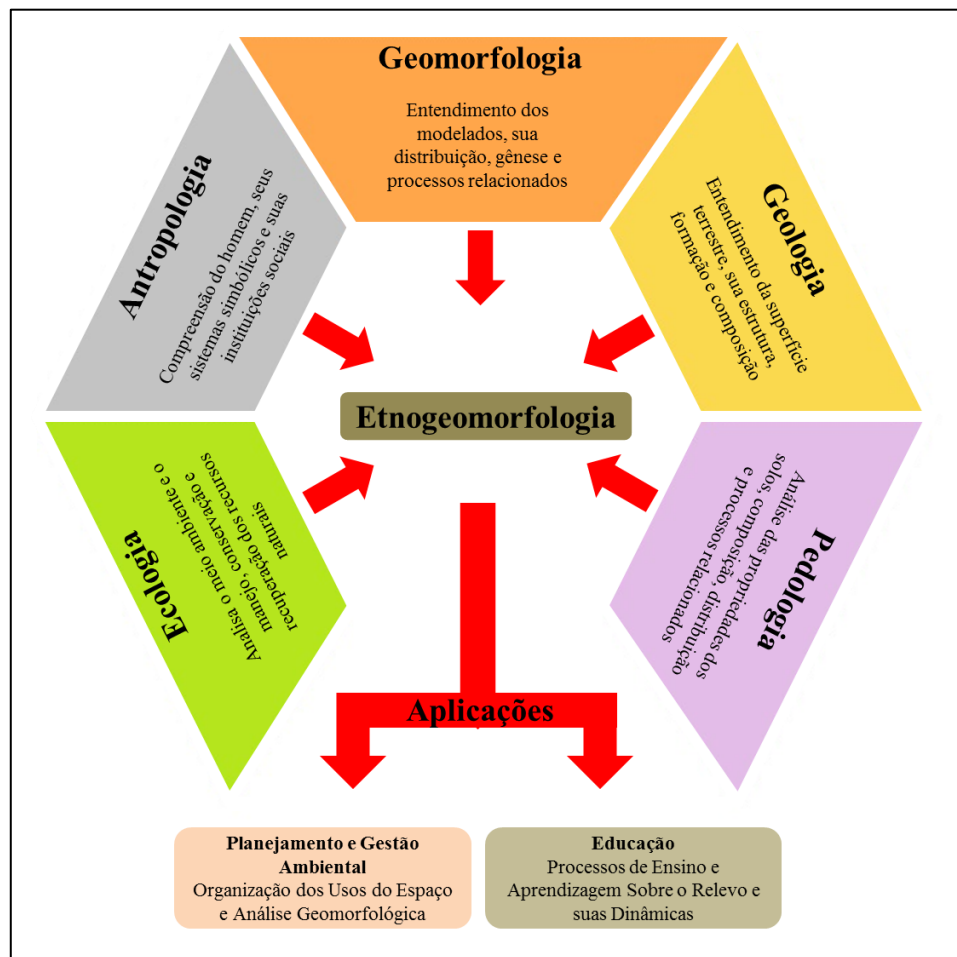 Geomorfologia
Entendimento dos
modelados, sua
distribuição, gênese e
processos relacionados
Antropologia
Compreensão do homem, seus
sistemas simbólicos e suas
instituições sociais
Geologia
Entendimento da superfície
terrestre, sua estrutura,
formação e composição
Etnogeomorfologia
Ecologia
Analisa o meio ambiente e o
manejo, conservação e
recuperação dos recursos
naturais
Pedologia
Análise das propriedades dos
solos, composição, distribuição
e processos relacionados
Aplicações
Planejamento e Gestão
Ambiental
Organização dos Usos do Espaço
e Análise Geomorfológica
Educação
Processos de Ensino e
Aprendizagem Sobre o Relevo e
suas Dinâmicas